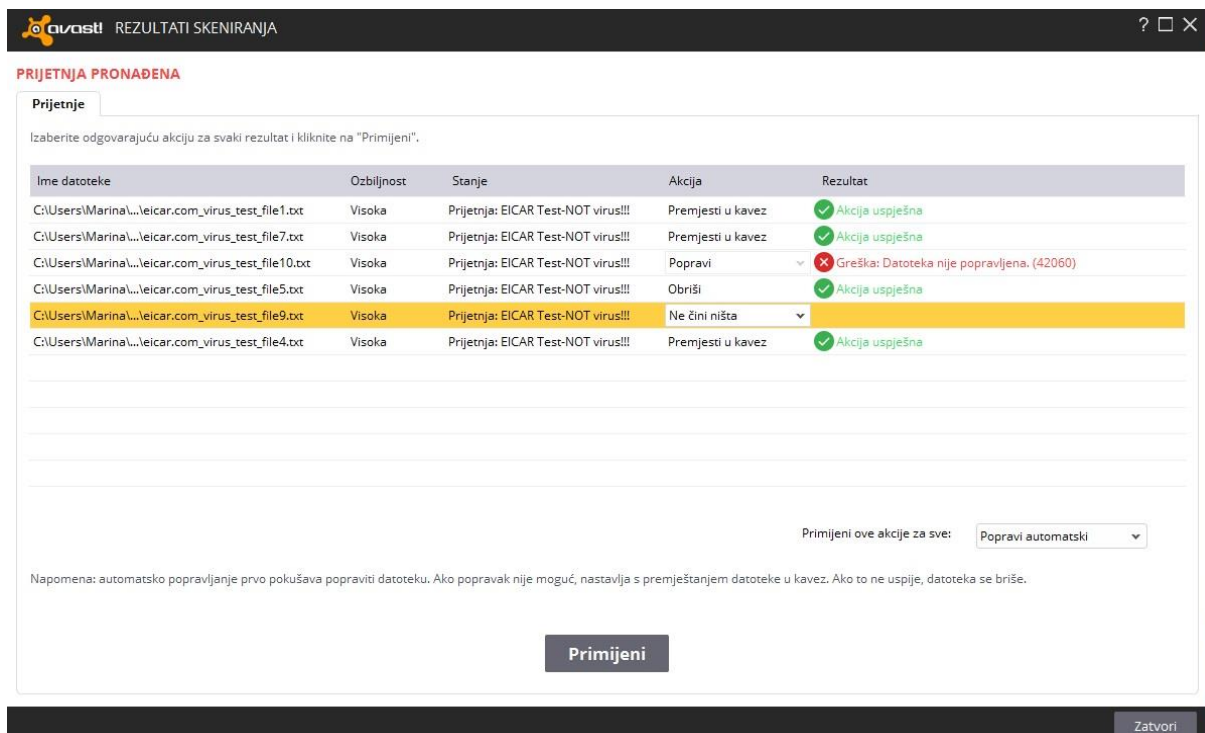 avast! REZULTATI SKENIRANJA ?
PRIJETNJA PRONAĐENA
Prijetnje
Izaberite odgovarajuću akciju za svaki rezultat i kliknite na "Primijeni".
Ime datoteke Ozbiljnost Stanje Akcija Rezultat
C:\Users\Marina\...\eicar.com_virus_test_file1.txt Visoka Prijetnja: EICAR Test-NOT virus!!! Premjesti u kavez Akcija uspješna
C:\Users\Marina\...\eicar.com_virus_test_file7.txt Visoka Prijetnja: EICAR Test-NOT virus!!! Premjesti u kavez Akcija uspješna
C:\Users\Marina\...\eicar.com_virus_test_file10.txt Visoka Prijetnja: EICAR Test-NOT virus!!! Popravi Greška: Datoteka nije popravljena. (42060)
C:\Users\Marina\...\eicar.com_virus_test_file5.txt Visoka Prijetnja: EICAR Test-NOT virus!!! Obriši Akcija uspješna
C:\Users\Marina\...\eicar.com_virus_test_file9.txt Visoka Prijetnja: EICAR Test-NOT virus!!! Ne čini ništa
C:\Users\Marina\...\eicar.com_virus_test_file4.txt Visoka Prijetnja: EICAR Test-NOT virus!!! Premjesti u kavez Akcija uspješna
Primijeni ove akcije za sve: Popravi automatski
Napomena: automatsko popravljanje prvo pokušava popraviti datoteku. Ako popravak nije moguć, nastavlja s premještanjem datoteke u kavez. Ako to ne uspije, datoteka se briše.
Primijeni
Zatvori